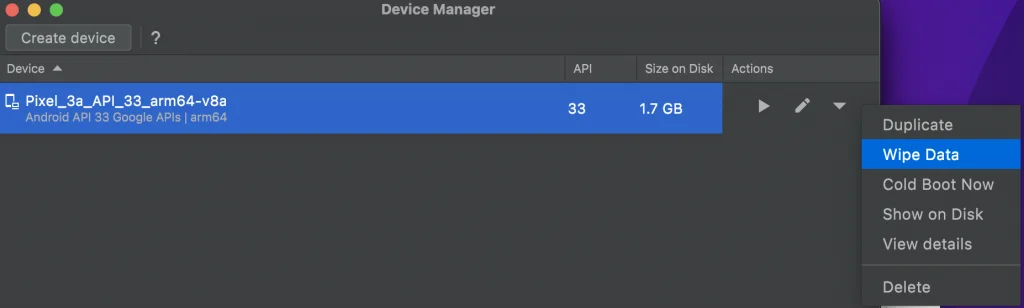 Device Manager
Create device ?
Device API Size on Disk Actions
Pixel_3a_API_33_arm64-v8a 33 1.7 GB
Android API 33 Google APIs | arm64
Duplicate
Wipe Data
Cold Boot Now
Show on Disk
View details
Delete